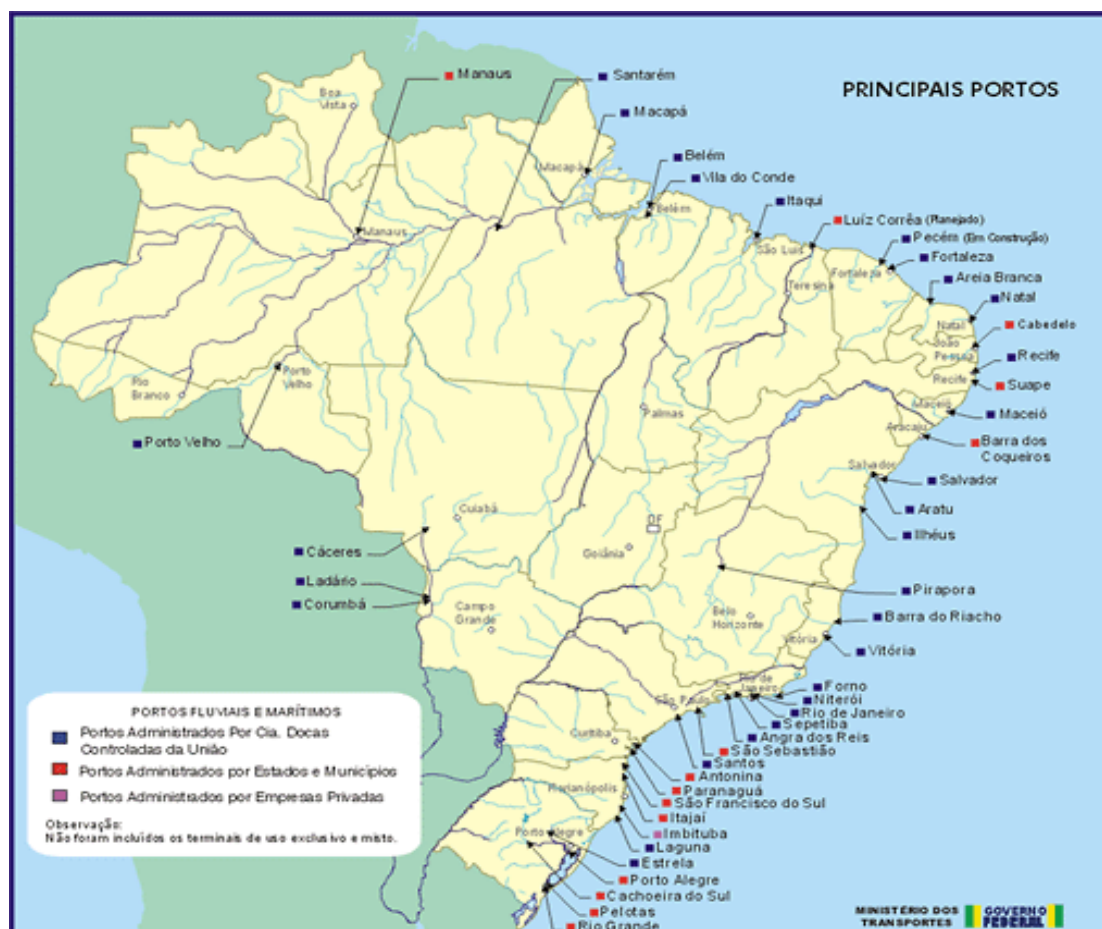 PRINCIPAIS PORTOS
Manaus
Santarém
Macapá
Belém
Vila do Conde
Itaqui
Luíz Corrêa (Planejado)
Pecém (Em Construção)
Fortaleza
Areia Branca
Natal
Cabedelo
Recife
Suape
Maceió
Barra dos
Coqueiros
Salvador
Aratu
Ilhéus
Pirapora
Barra do Riacho
Vitória
Forno
Niterói
Rio de Janeiro
Sepetiba
Angra dos Reis
São Sebastião
Santos
Antonina
Paranaguá
São Francisco do Sul
Itajaí
Imbituba
Laguna
Estrela
Porto Alegre
Cachoeira do Sul
Pelotas
Rio Grande
Porto Velho
Cáceres
Ladário
Corumbá
Boa
Vista
Macapá
Manaus
Belém
São Luis
Teresina
Fortaleza
Natal
João
Pessoa
Recife
Maceió
Aracaju
Salvador
Palmas
Porto
Velho
Rio
Branco
Cuiabá
DF
Goiânia
Campo
Grande
Belo
Horizonte
Vitória
Rio de
Janeiro
São Paulo
Curitiba
Florianópolis
Porto Alegre
PORTOS FLUVIAIS E MARÍTIMOS
Portos Administrados Por Cia. Docas
Controladas da União
Portos Administrados por Estados e Municípios
Portos Administrados por Empresas Privadas
Observação:
Não foram incluídos os terminais de uso exclusivo e misto.
MINISTÉRIO DOS
TRANSPORTES
GOVERNO
FEDERAL